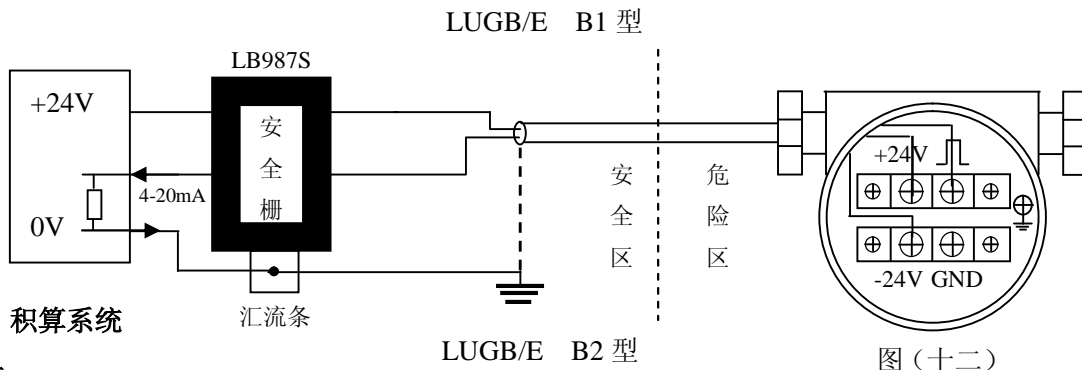 LUGB/E B1 型
LB987S
+24V
安全栅
4-20mA
0V
安全区
危险区
+24V
-24V GND
积算系统
汇流条
LUGB/E B2 型
图（十二）